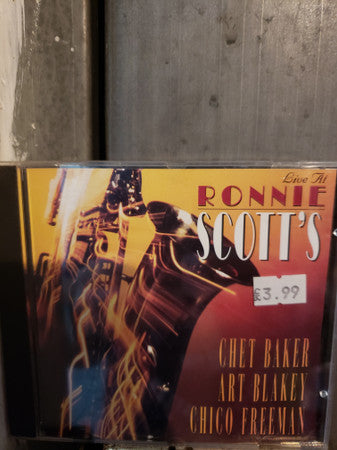 Live At
RONNIE
SCOTT'S
£3.99
CHET BAKER
ART BLAKEY
CHICO FREEMAN